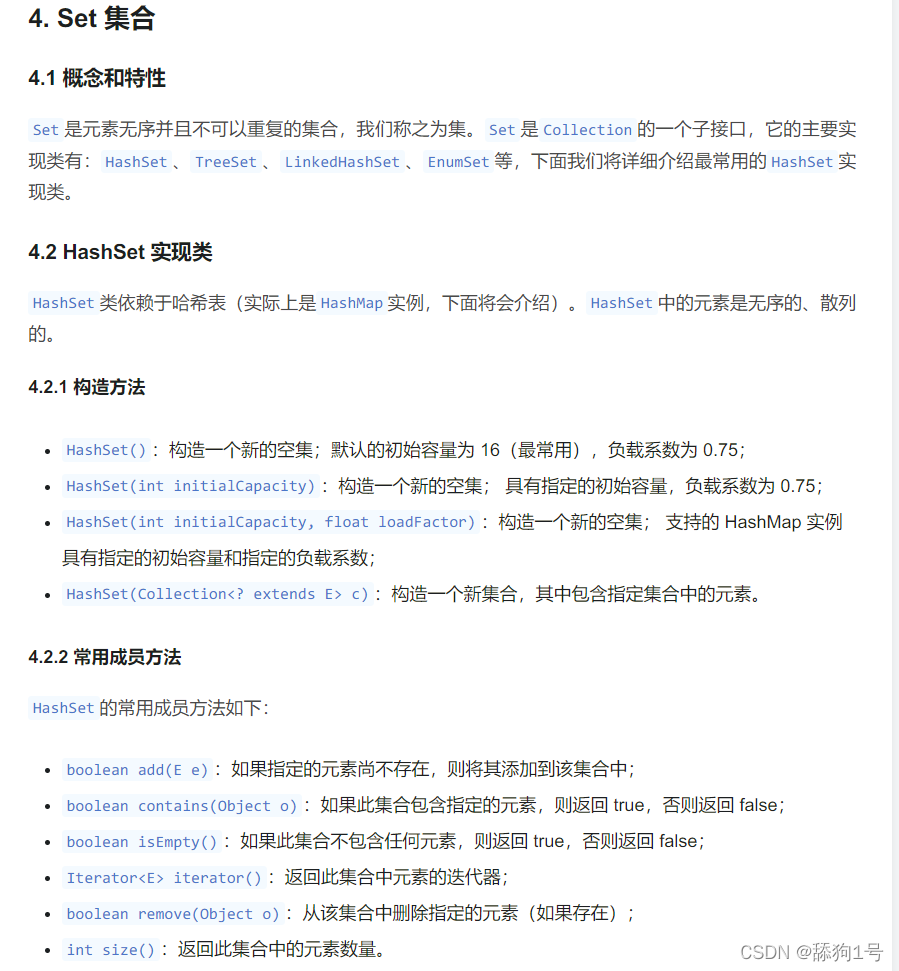 4. Set 集合
4.1 概念和特性
Set 是元素无序并且不可以重复的集合，我们称之为集。 Set 是 Collection 的一个子接口，它的主要实
现类有： HashSet 、 TreeSet 、 LinkedHashSet 、 EnumSet 等，下面我们将详细介绍最常用的 HashSet 实
现类。
4.2 HashSet 实现类
HashSet 类依赖于哈希表（实际上是 HashMap 实例，下面将会介绍）。 HashSet 中的元素是无序的、散列
的。
4.2.1 构造方法
• HashSet() ：构造一个新的空集；默认的初始容量为 16（最常用），负载系数为 0.75；
• HashSet(int initialCapacity) ：构造一个新的空集； 具有指定的初始容量，负载系数为 0.75；
• HashSet(int initialCapacity, float loadFactor) ：构造一个新的空集； 支持的 HashMap 实例
具有指定的初始容量和指定的负载系数；
• HashSet(Collection<? extends E> c) ：构造一个新集合，其中包含指定集合中的元素。
4.2.2 常用成员方法
HashSet 的常用成员方法如下：
• boolean add(E e) ：如果指定的元素尚不存在，则将其添加到该集合中；
• boolean contains(Object o) ：如果此集合包含指定的元素，则返回 true，否则返回 false；
• boolean isEmpty() ：如果此集合不包含任何元素，则返回 true，否则返回 false；
• Iterator<E> iterator() ：返回此集合中元素的迭代器；
• boolean remove(Object o) ：从该集合中删除指定的元素（如果存在）；
• int size() ：返回此集合中的元素数量。
CSDN @舔狗1号